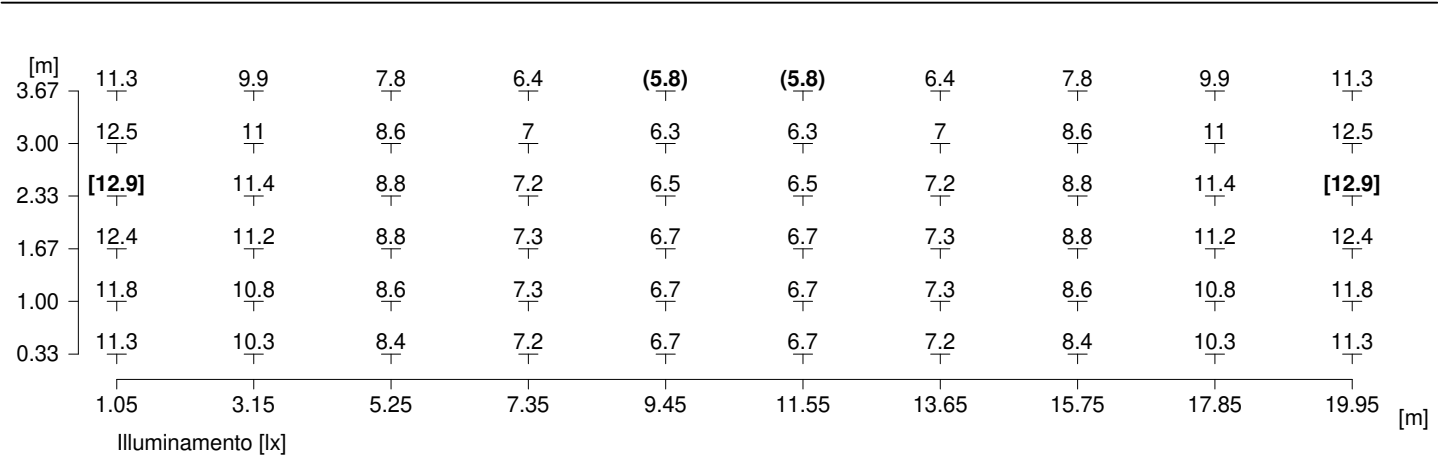 [m]
3.67 11.3 9.9 7.8 6.4 (5.8) (5.8) 6.4 7.8 9.9 11.3
3.00 12.5 11 8.6 7 6.3 6.3 7 8.6 11 12.5
2.33 [12.9] 11.4 8.8 7.2 6.5 6.5 7.2 8.8 11.4 [12.9]
1.67 12.4 11.2 8.8 7.3 6.7 6.7 7.3 8.8 11.2 12.4
1.00 11.8 10.8 8.6 7.3 6.7 6.7 7.3 8.6 10.8 11.8
0.33 11.3 10.3 8.4 7.2 6.7 6.7 7.2 8.4 10.3 11.3
1.05 3.15 5.25 7.35 9.45 11.55 13.65 15.75 17.85 19.95 [m]
Illuminamento [lx]